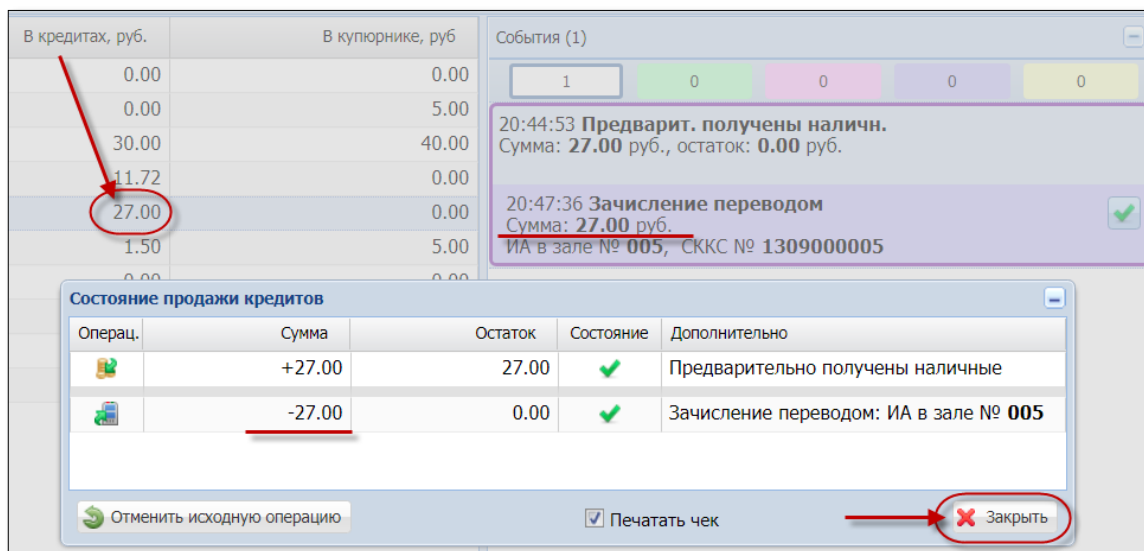 В кредитах, руб. В купюрнике, руб
0.00 0.00
0.00 5.00
30.00 40.00
11.72 0.00
27.00 0.00
1.50 5.00
0.00 0.00
События (1)
1 0 0 0 0
20:44:53 Предварит. получены наличн.
Сумма: 27.00 руб., остаток: 0.00 руб.
20:47:36 Зачисление переводом
Сумма: 27.00 руб.
ИА в зале № 005, СККС № 1309000005
Состояние продажи кредитов
Операц. Сумма Остаток Состояние Дополнительно
+27.00 27.00 Предварительно получены наличные
-27.00 0.00 Зачисление переводом: ИА в зале № 005
Отменить исходную операцию Печатать чек Закрыть